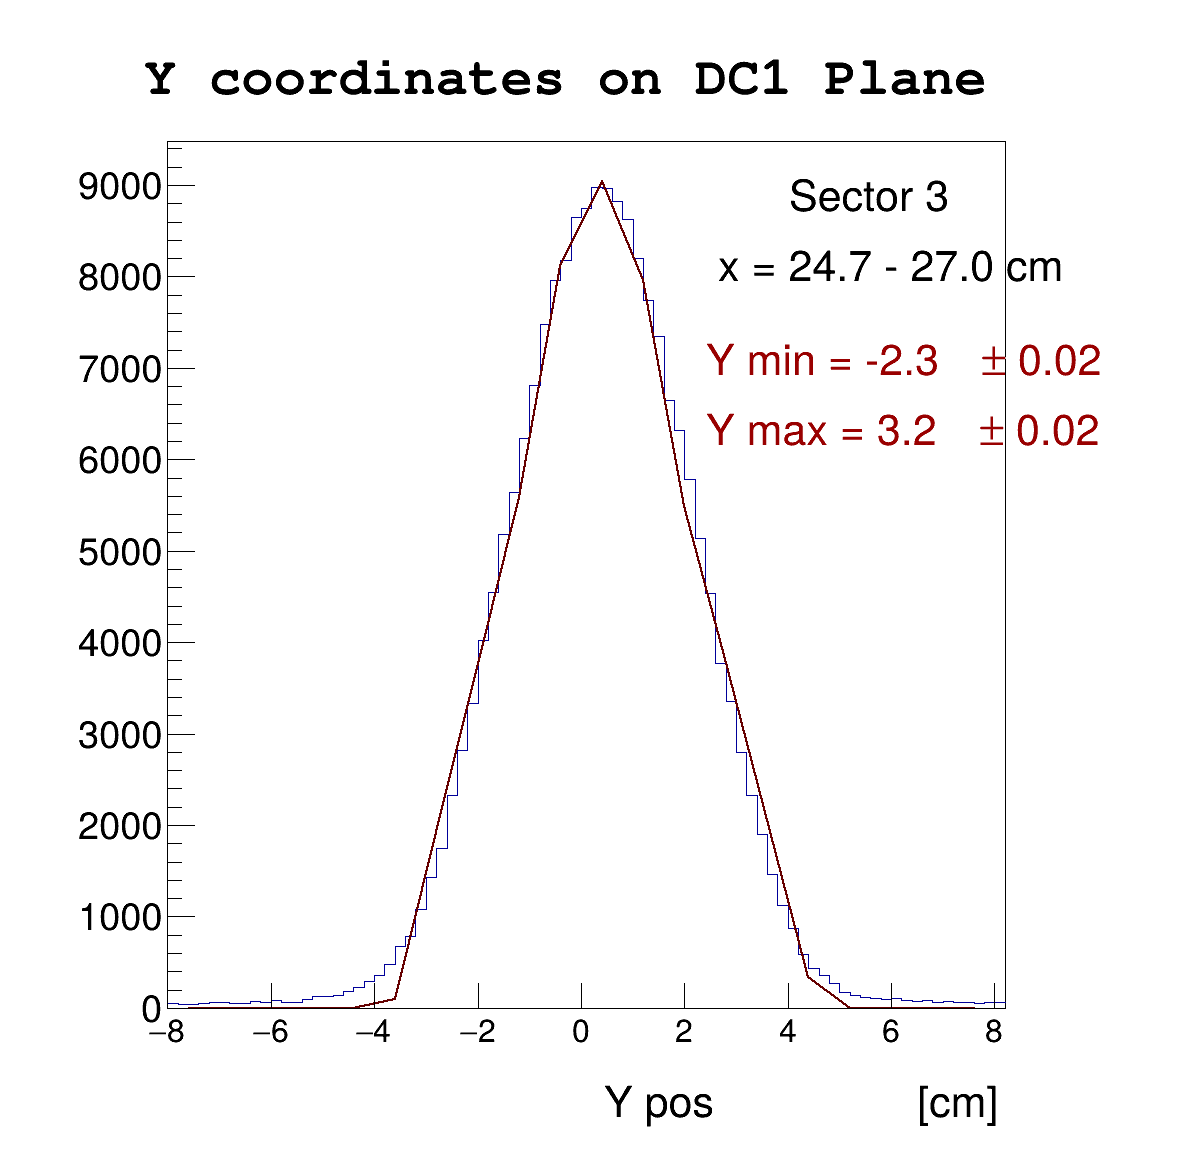 Y coordinates on DC1 Plane
Sector 3
x = 24.7 - 27.0 cm
Y min = -2.3 ± 0.02
Y max = 3.2 ± 0.02
9000
8000
7000
6000
5000
4000
3000
2000
1000
0
−8 −6 −4 −2 0 2 4 6 8
Y pos [cm]